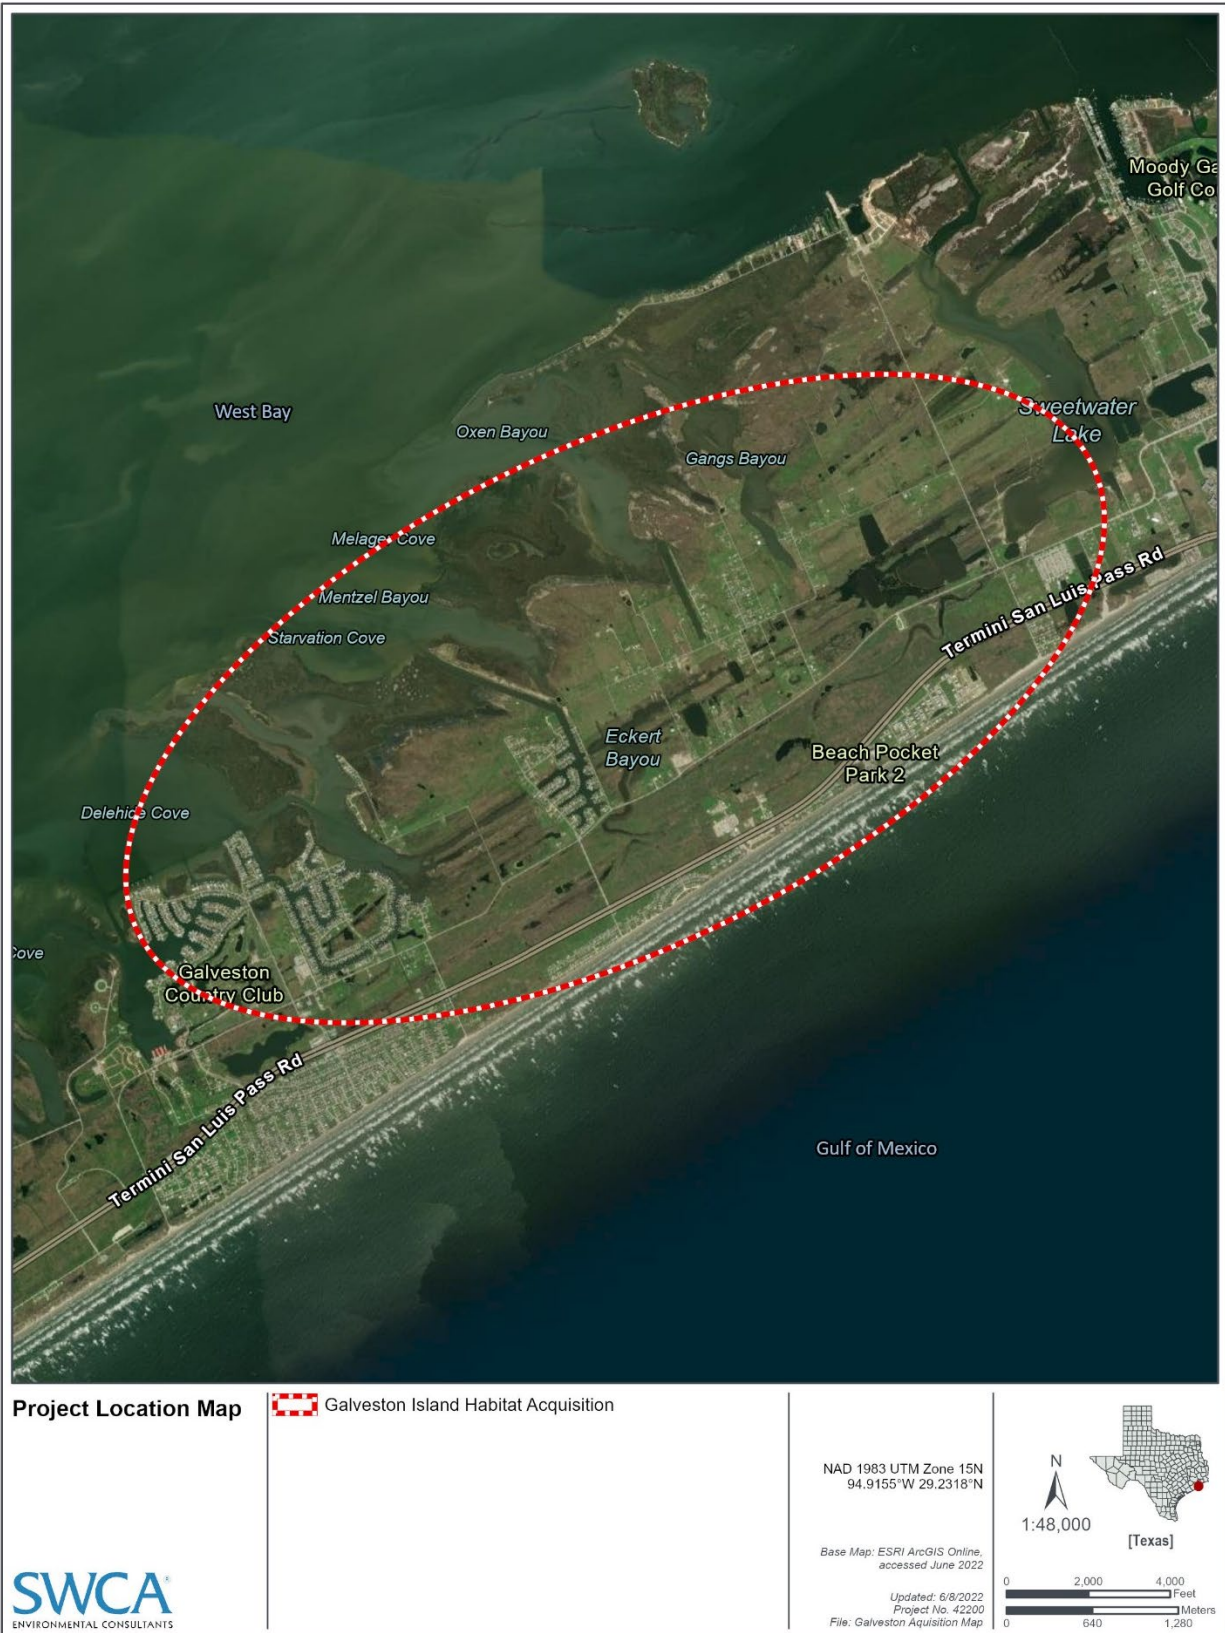 Moody Ga
Golf Co
West Bay
Sweetwater
Lake
Oxen Bayou
Gangs Bayou
Melager Cove
Mentzel Bayou
Starvation Cove
Termini San Luis Pass Rd
Eckert
Bayou
Beach Pocket
Park 2
Delehide Cove
Cove
Galveston
Country Club
Termini San Luis Pass Rd
Gulf of Mexico
Project Location Map
Galveston Island Habitat Acquisition
NAD 1983 UTM Zone 15N
94.9155°W 29.2318°N
Base Map: ESRI ArcGIS Online,
accessed June 2022
Updated: 6/8/2022
Project No. 42200
File: Galveston Aquisition Map
N
1:48,000
[Texas]
0 2,000 4,000
Feet
Meters
0 640 1,280
SWCA
ENVIRONMENTAL CONSULTANTS